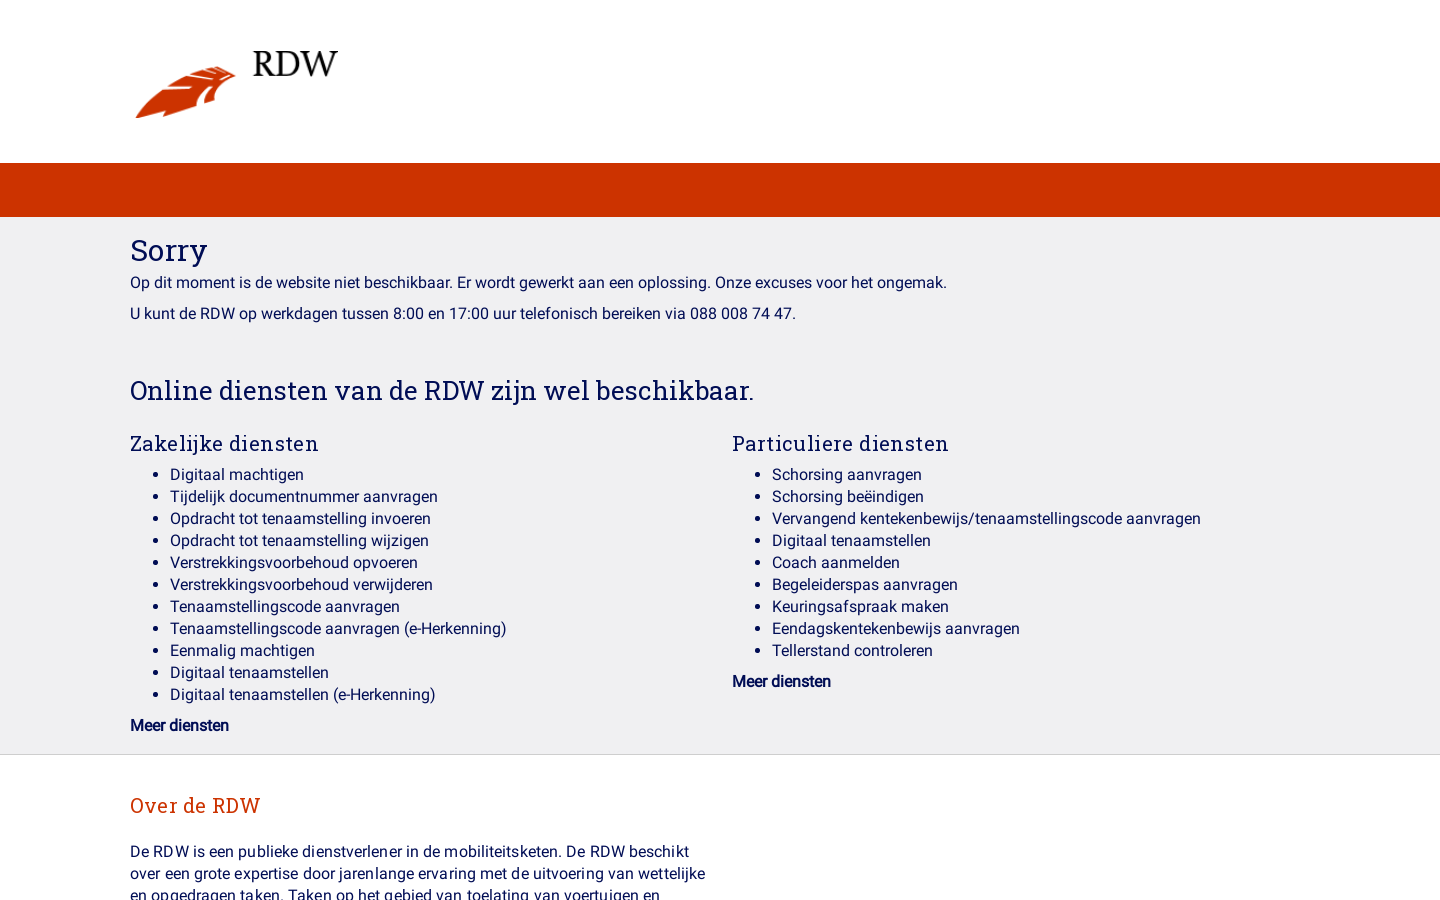 RDW
Sorry
Op dit moment is de website niet beschikbaar. Er wordt gewerkt aan een oplossing. Onze excuses voor het ongemak.
U kunt de RDW op werkdagen tussen 8:00 en 17:00 uur telefonisch bereiken via 088 008 74 47.
Online diensten van de RDW zijn wel beschikbaar.
Zakelijke diensten
Digitaal machtigen
Tijdelijk documentnummer aanvragen
Opdracht tot tenaamstelling invoeren
Opdracht tot tenaamstelling wijzigen
Verstrekkingsvoorbehoud opvoeren
Verstrekkingsvoorbehoud verwijderen
Tenaamstellingscode aanvragen
Tenaamstellingscode aanvragen (e-Herkenning)
Eenmalig machtigen
Digitaal tenaamstellen
Digitaal tenaamstellen (e-Herkenning)
Meer diensten
Particuliere diensten
Schorsing aanvragen
Schorsing beëindigen
Vervangend kentekenbewijs/tenaamstellingscode aanvragen
Digitaal tenaamstellen
Coach aanmelden
Begeleiderspas aanvragen
Keuringsafspraak maken
Eendagskentekenbewijs aanvragen
Tellerstand controleren
Meer diensten
Over de RDW
De RDW is een publieke dienstverlener in de mobiliteitsketen. De RDW beschikt
over een grote expertise door jarenlange ervaring met de uitvoering van wettelijke
en opgedragen taken. Taken op het gebied van toelating van voertuigen en